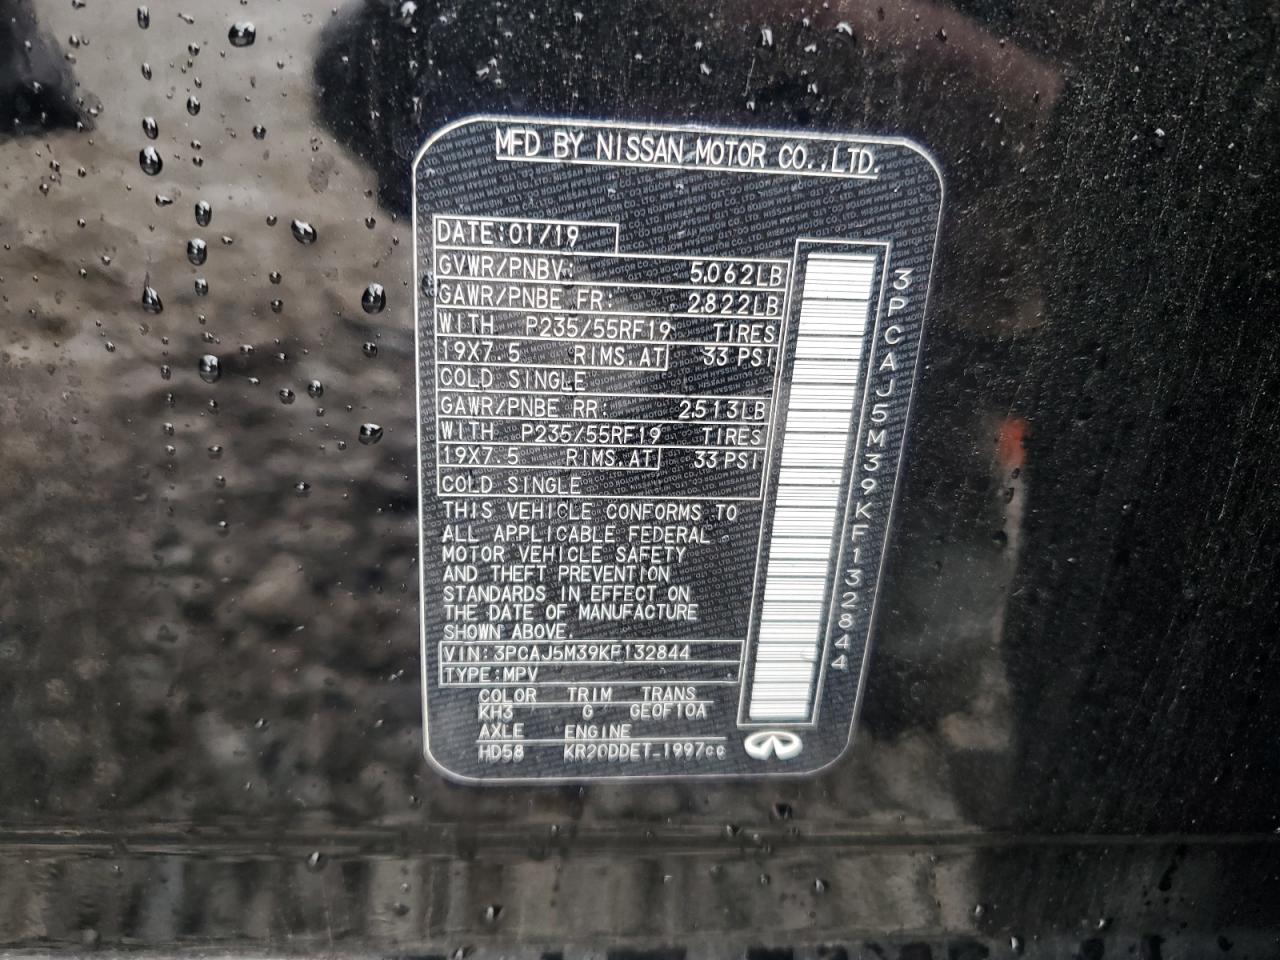 MFD BY NISSAN MOTOR CO.,LTD.
DATE:01/19
GVWR/PNBV: 5.062LB
GAWR/PNBE FR: 2.822LB
WITH P235/55RF19 TIRES
19X7.5 RIMS.AT 33 PSI
COLD SINGLE
GAWR/PNBE RR: 2.513LB
WITH P235/55RF19 TIRES
19X7.5 RIMS.AT 33 PSI
COLD SINGLE
THIS VEHICLE CONFORMS TO
ALL APPLICABLE FEDERAL
MOTOR VEHICLE SAFETY
AND THEFT PREVENTION
STANDARDS IN EFFECT ON
THE DATE OF MANUFACTURE
SHOWN ABOVE.
VIN:3PCAJ5M39KF132844
TYPE:MPV
COLOR TRIM TRANS
KH3 G GE0F10A
AXLE ENGINE
HD58 KR20DDET-1997cc
3PCAJ5M39KF132844